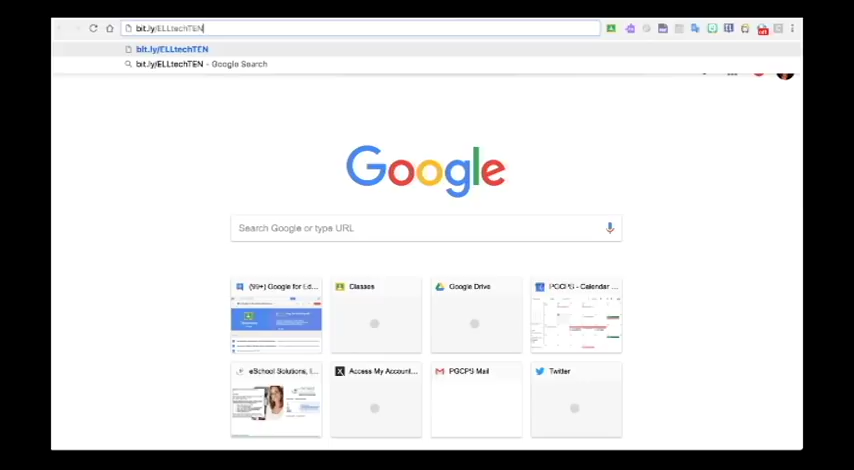 bit.ly/ELLtechTEN
bit.ly/ELLtechTEN
bit.ly/ELLtechTEN - Google Search
Google
Search Google or type URL
(99+) Google for Ed...
Classes
Google Drive
PGCPS - Calendar ...
eSchool Solutions, I...
Access My Account...
PGCPS Mail
Twitter